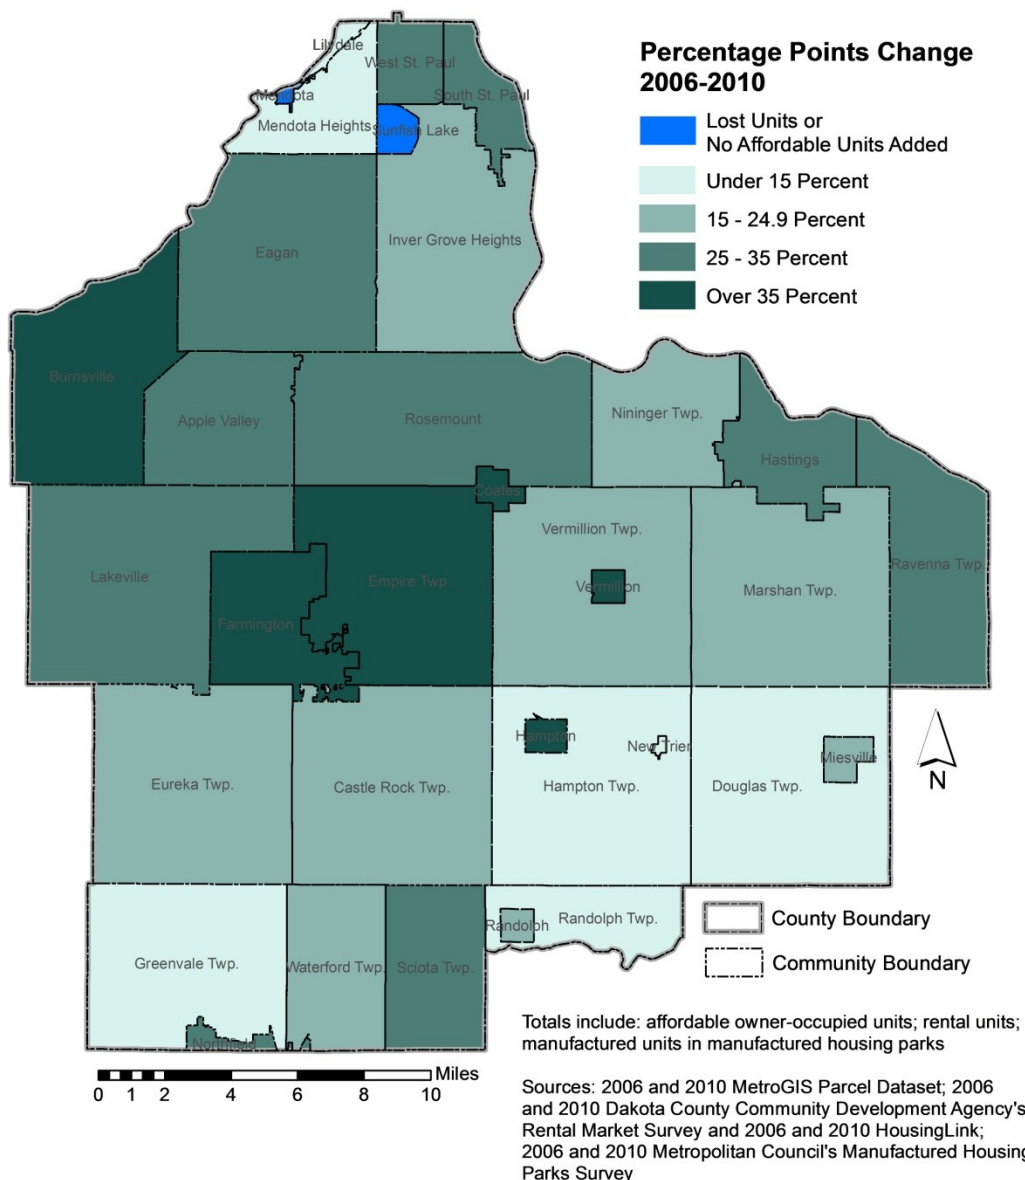 Lilydale
West St. Paul
South St. Paul
Mendota
Mendota Heights
Sunfish Lake
Eagan
Inver Grove Heights
Burnsville
Apple Valley
Rosemount
Nininger Twp.
Hastings
Coates
Vermillion Twp.
Ravenna Twp.
Lakeville
Empire Twp.
Vermillion
Marshan Twp.
Farmington
Hampton
New Trier
Miesville
Eureka Twp.
Castle Rock Twp.
Hampton Twp.
Douglas Twp.
Randolph
Randolph Twp.
Greenvale Twp.
Waterford Twp.
Sciota Twp.
Northfield
Percentage Points Change
2006-2010
Lost Units or
No Affordable Units Added
Under 15 Percent
15 - 24.9 Percent
25 - 35 Percent
Over 35 Percent
N
County Boundary
Community Boundary
Miles
0 1 2 4 6 8 10
Totals include: affordable owner-occupied units; rental units;
manufactured units in manufactured housing parks
Sources: 2006 and 2010 MetroGIS Parcel Dataset; 2006
and 2010 Dakota County Community Development Agency's
Rental Market Survey and 2006 and 2010 HousingLink;
2006 and 2010 Metropolitan Council's Manufactured Housing
Parks Survey